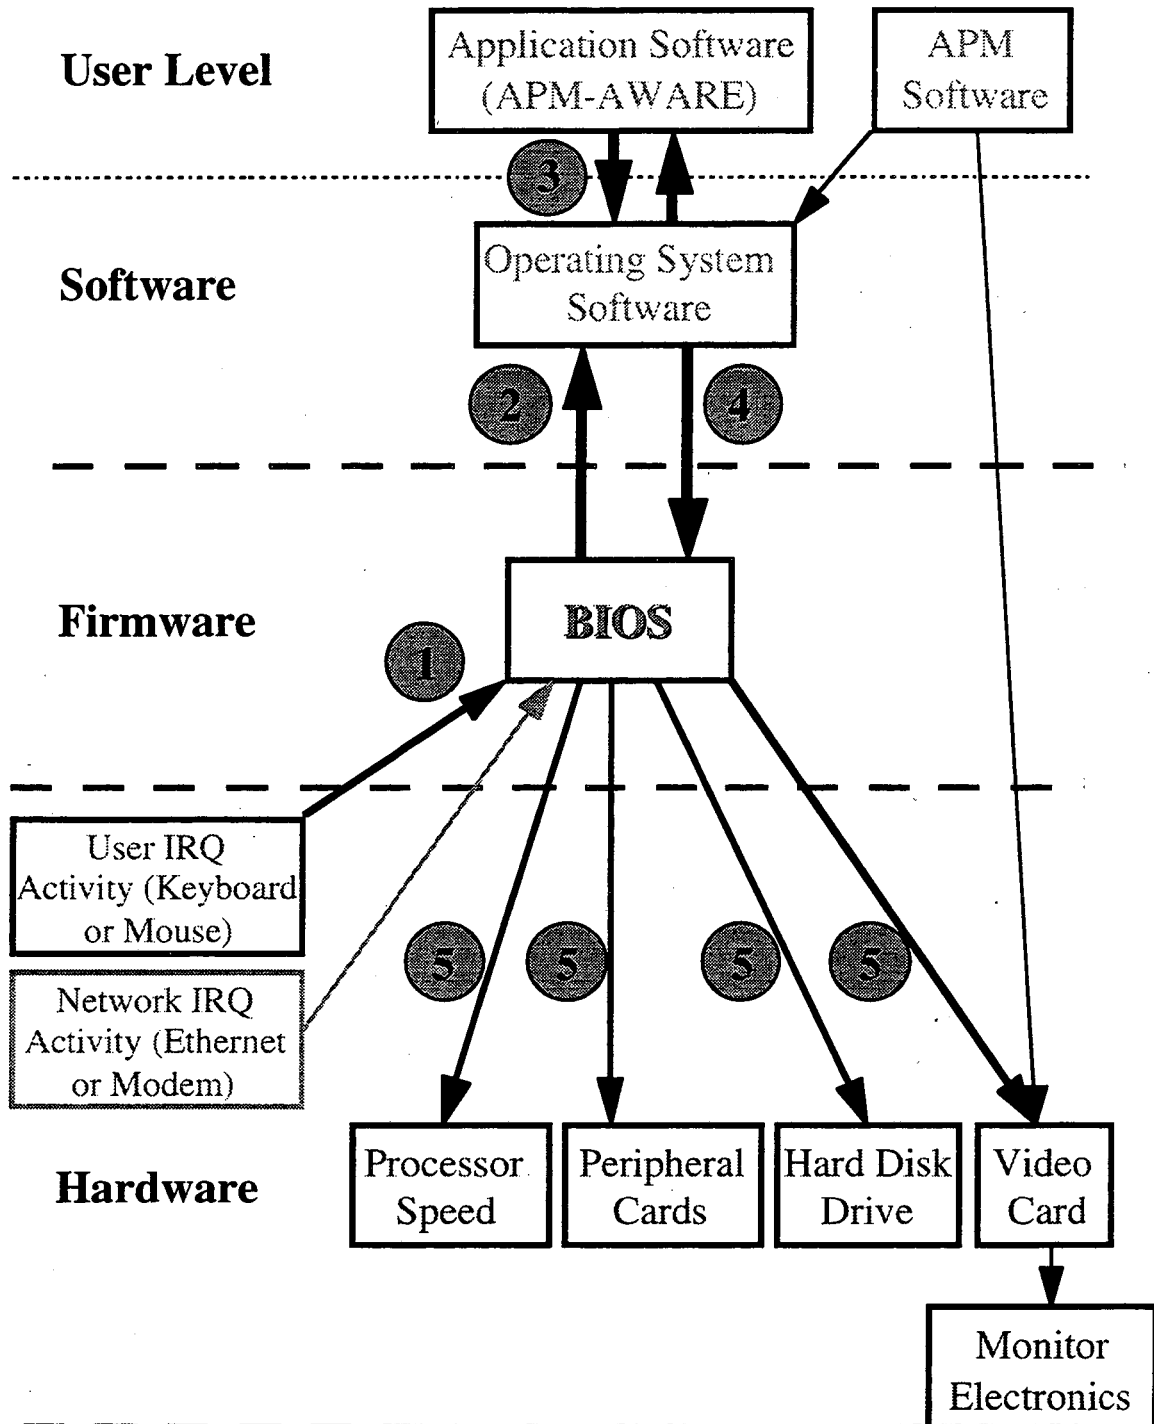 User Level
Application Software
(APM-AWARE)
APM
Software
3
Software
Operating System
Software
2
4
Firmware
BIOS
1
User IRQ
Activity (Keyboard
or Mouse)
5
5
5
5
Network IRQ
Activity (Ethernet
or Modem)
Hardware
Processor
Speed
Peripheral
Cards
Hard Disk
Drive
Video
Card
Monitor
Electronics